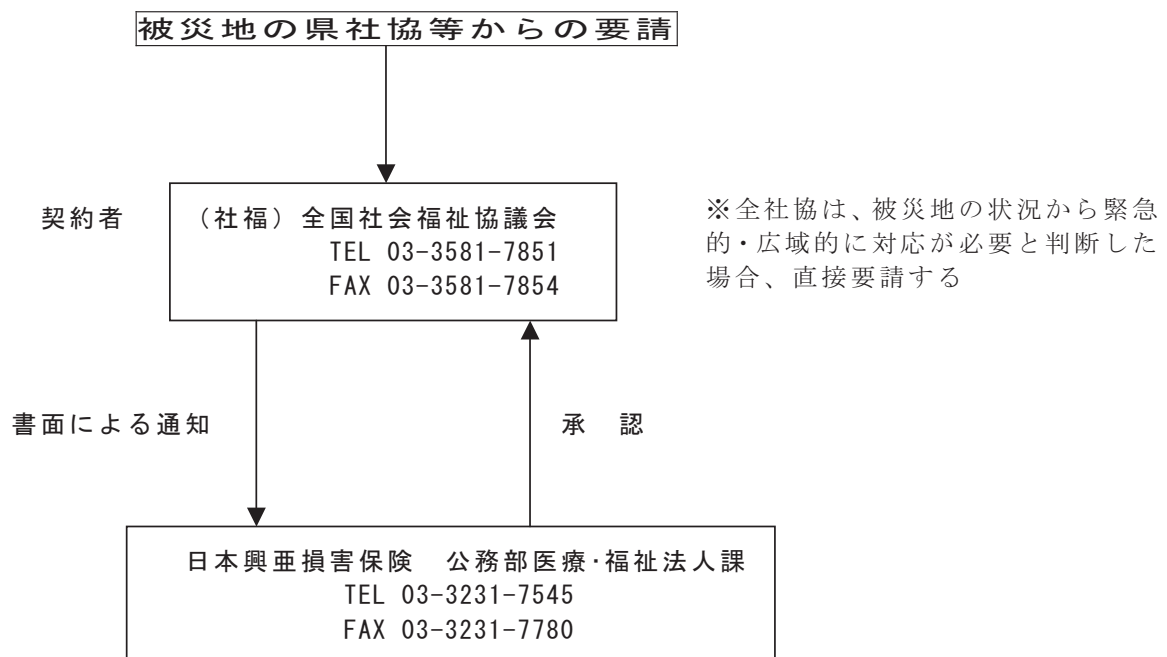 被災地の県社協等からの要請
契約者
（社福）全国社会福祉協議会
TEL 03-3581-7851
FAX 03-3581-7854
※全社協は、被災地の状況から緊急
的・広域的に対応が必要と判断した
場合、直接要請する
書面による通知
承　認
日本興亜損害保険　公務部医療・福祉法人課
TEL 03-3231-7545
FAX 03-3231-7780